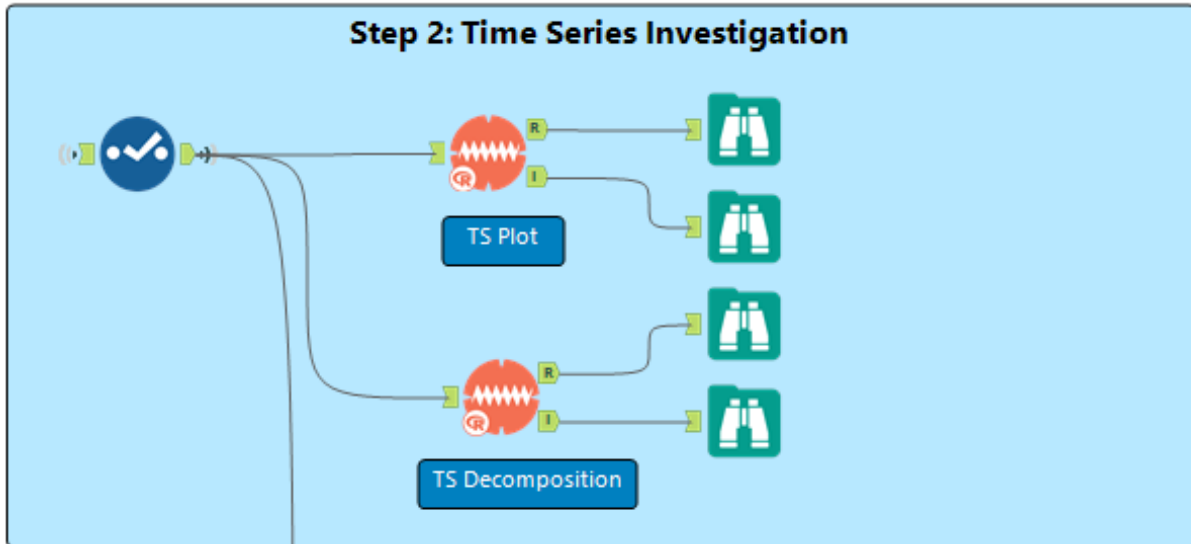 Step 2: Time Series Investigation
R
I
TS Plot
R
I
TS Decomposition